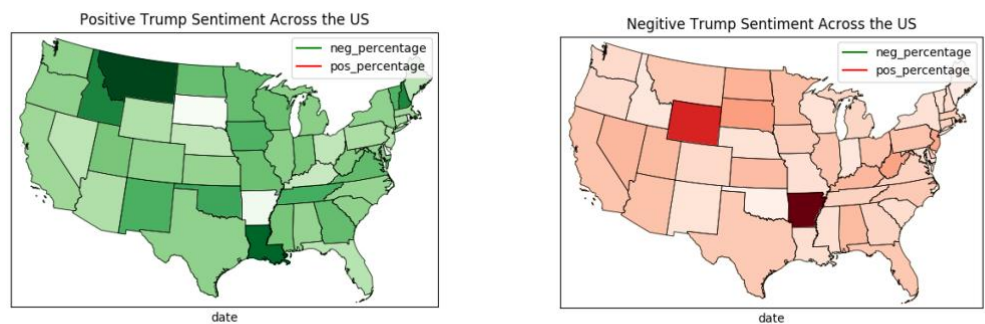 Positive Trump Sentiment Across the US
neg_percentage
pos_percentage
date
Negitive Trump Sentiment Across the US
neg_percentage
pos_percentage
date